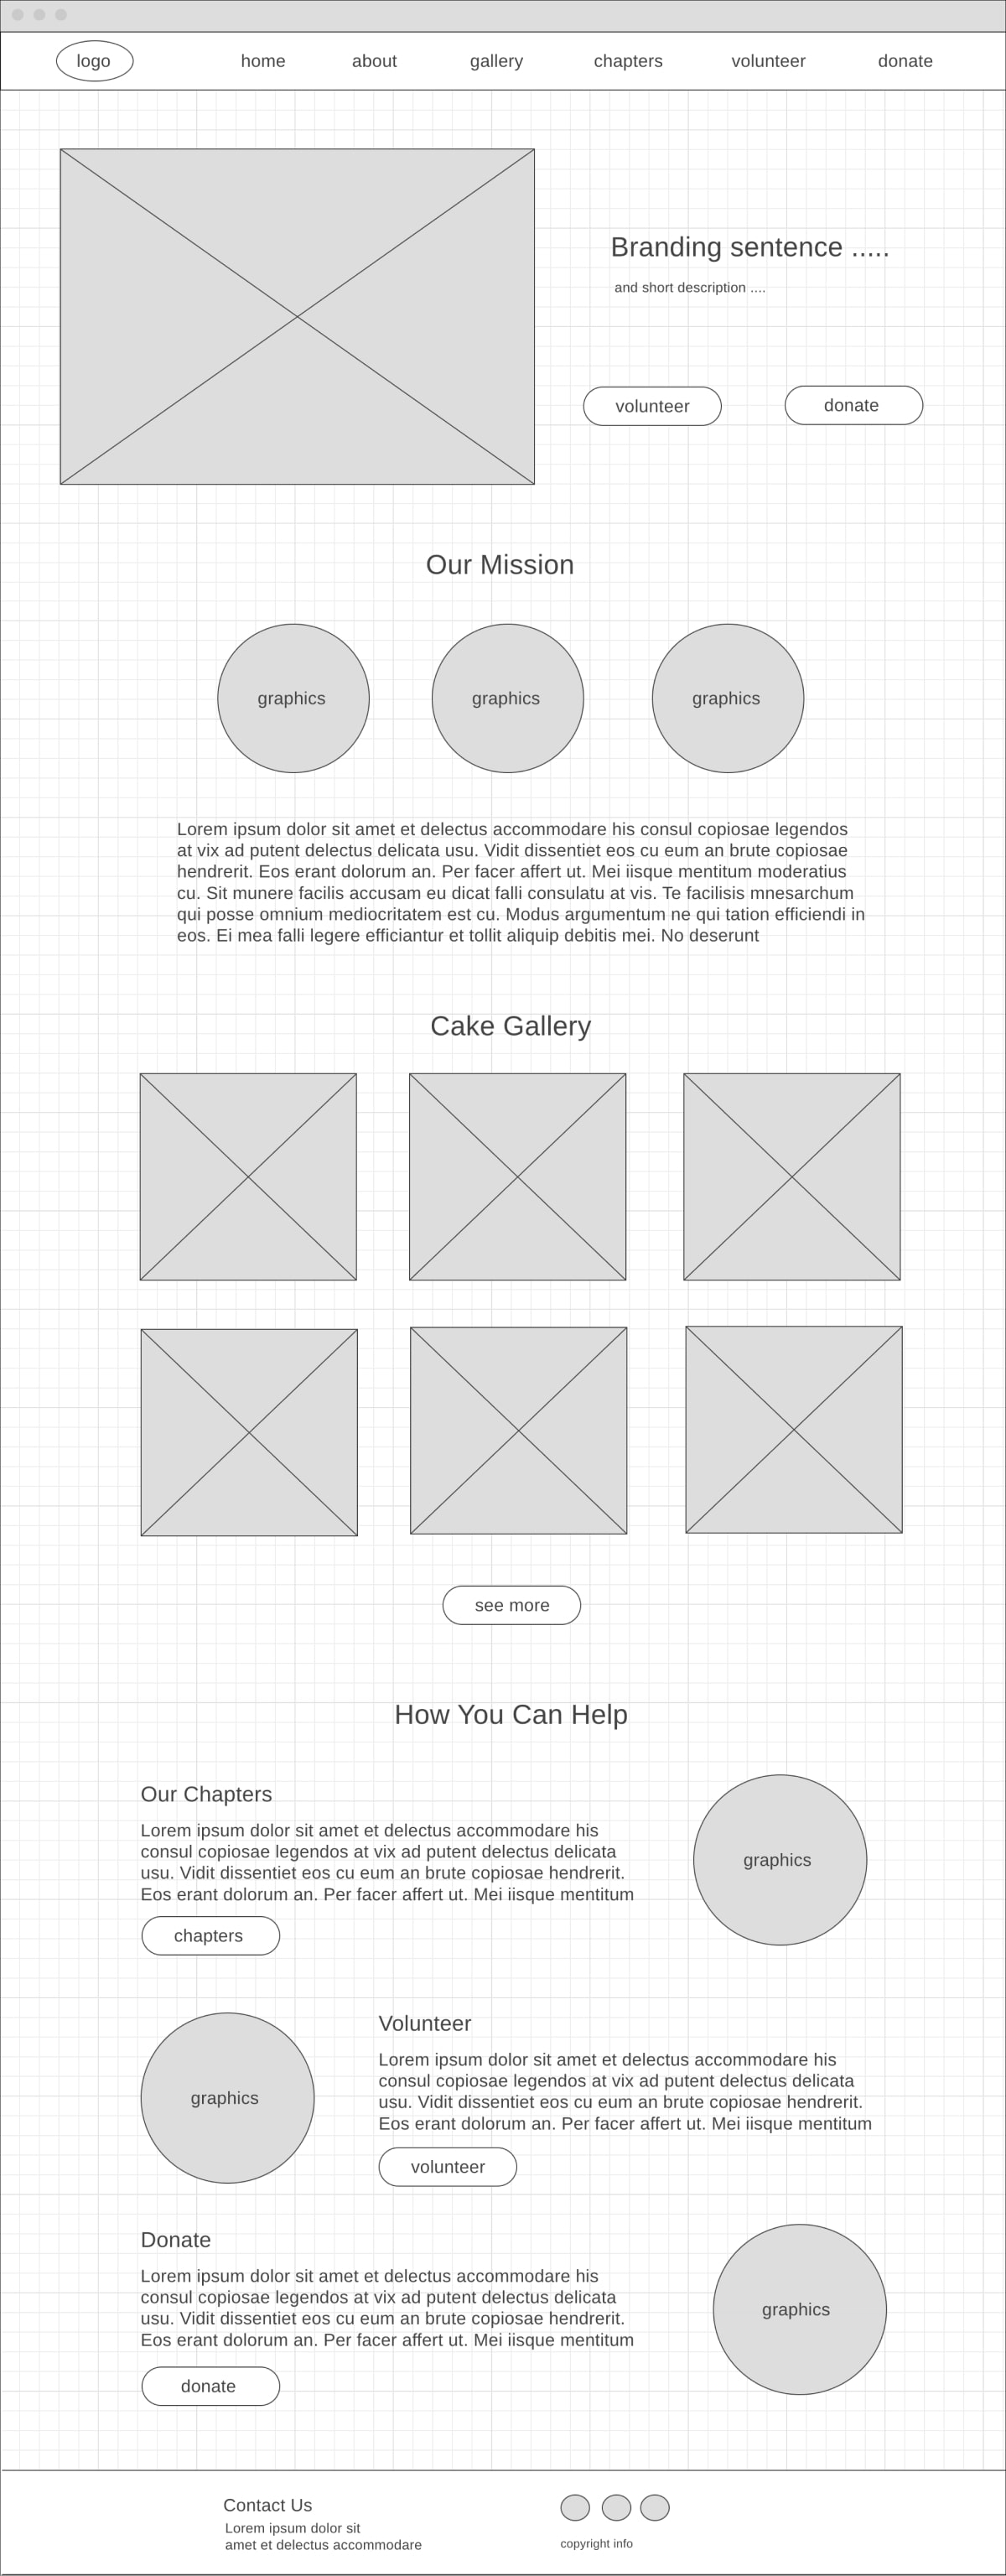 logo
home
about
gallery
chapters
volunteer
donate
Branding sentence .....
and short description ....
volunteer
donate
Our Mission
graphics
graphics
graphics
Lorem ipsum dolor sit amet et delectus accommodare his consul copiosae legendos
at vix ad putent delectus delicata usu. Vidit dissentiet eos cu eum an brute copiosae
hendrerit. Eos erant dolorum an. Per facer affert ut. Mei iisque mentitum moderatius
cu. Sit munere facilis accusam eu dicat falli consulatu at vis. Te facilisis mnesarchum
qui posse omnium mediocritatem est cu. Modus argumentum ne qui tation efficiendi in
eos. Ei mea falli legere efficiantur et tollit aliquip debitis mei. No deserunt
Cake Gallery
see more
How You Can Help
Our Chapters
Lorem ipsum dolor sit amet et delectus accommodare his
consul copiosae legendos at vix ad putent delectus delicata
usu. Vidit dissentiet eos cu eum an brute copiosae hendrerit.
Eos erant dolorum an. Per facer affert ut. Mei iisque mentitum
chapters
graphics
graphics
Volunteer
Lorem ipsum dolor sit amet et delectus accommodare his
consul copiosae legendos at vix ad putent delectus delicata
usu. Vidit dissentiet eos cu eum an brute copiosae hendrerit.
Eos erant dolorum an. Per facer affert ut. Mei iisque mentitum
volunteer
Donate
Lorem ipsum dolor sit amet et delectus accommodare his
consul copiosae legendos at vix ad putent delectus delicata
usu. Vidit dissentiet eos cu eum an brute copiosae hendrerit.
Eos erant dolorum an. Per facer affert ut. Mei iisque mentitum
donate
graphics
Contact Us
Lorem ipsum dolor sit
amet et delectus accommodare
copyright info